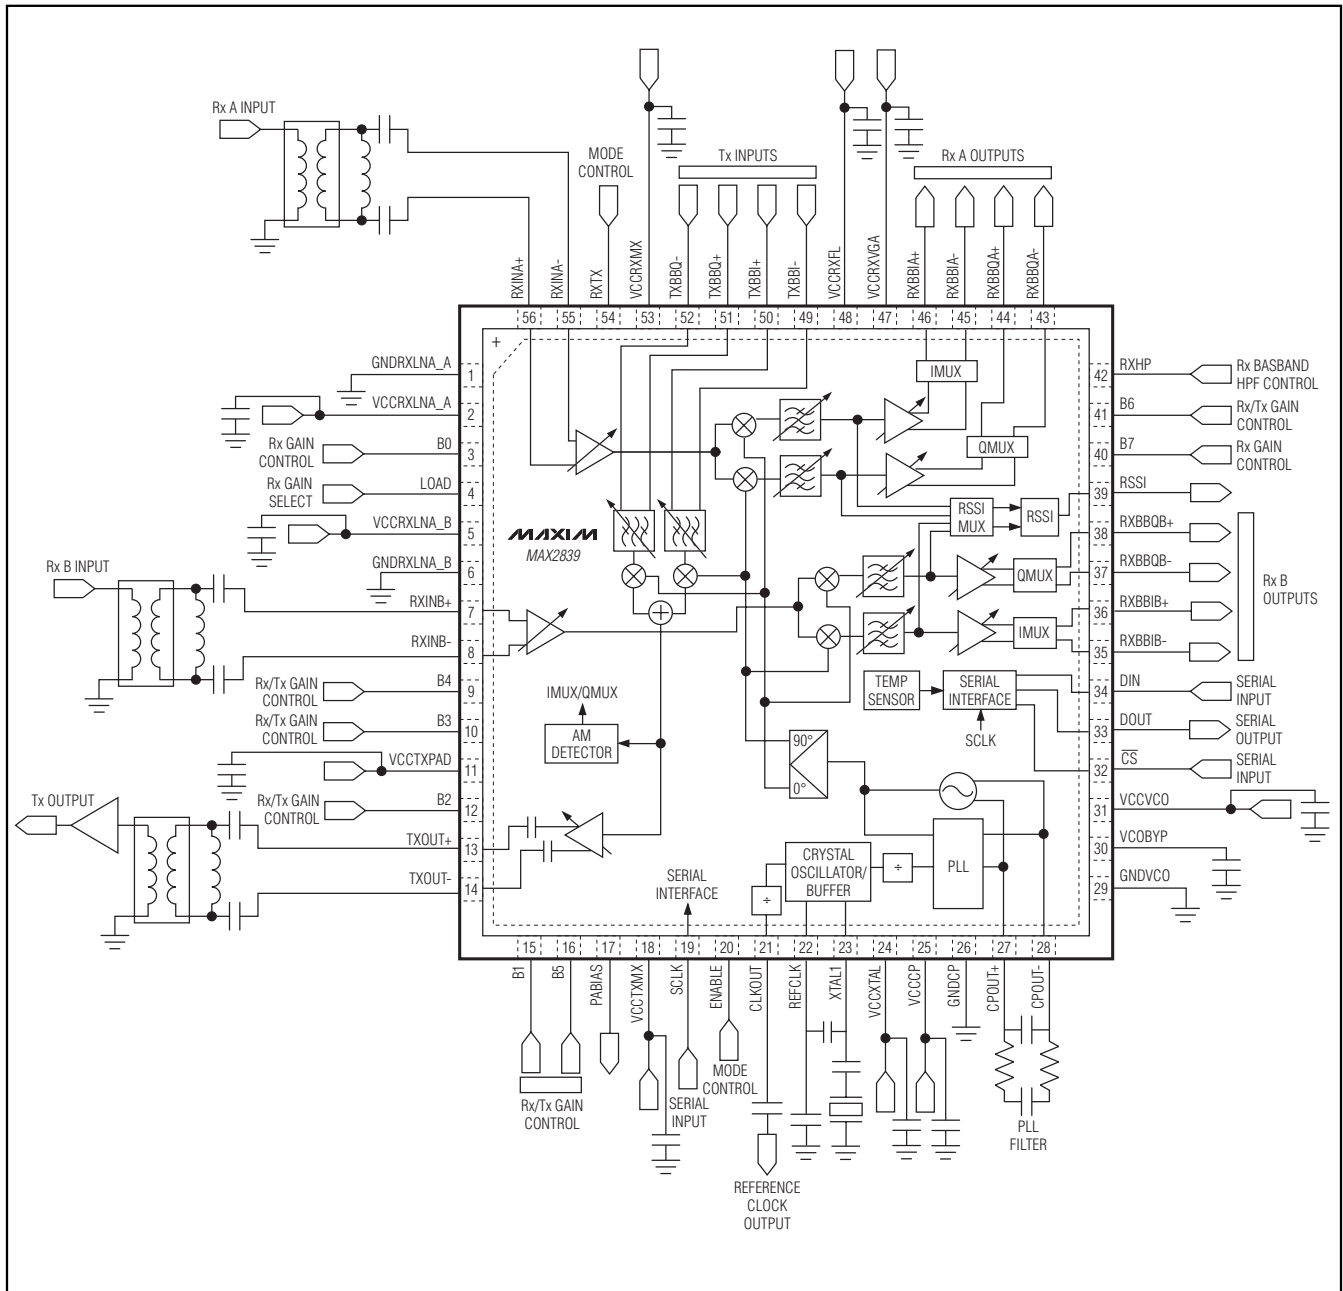 Rx A INPUT
MODE
CONTROL
Tx INPUTS
Rx A OUTPUTS
RXINA+
RXINA-
RXTX
VCCRXMX
TXBBQ-
TXBBQ+
TXBBI+
TXBBI-
VCCRXFL
VCCRXVGA
RXBBIA+
RXBBIA-
RXBBQA+
RXBBQA-
56
55
54
53
52
51
50
49
48
47
46
45
44
43
+
GNDRXLNA_A
1
VCCRXLNA_A
2
Rx GAIN
CONTROL
B0
3
Rx GAIN
SELECT
LOAD
4
VCCRXLNA_B
5
GNDRXLNA_B
6
Rx B INPUT
RXINB+
7
RXINB-
8
Rx/Tx GAIN
CONTROL
B4
9
Rx/Tx GAIN
CONTROL
B3
10
VCCTXPAD
11
Tx OUTPUT
Rx/Tx GAIN
CONTROL
B2
12
TXOUT+
13
TXOUT-
14
IMUX
QMUX
RSSI
MUX
RSSI
MAXIM
MAX2839
QMUX
IMUX
TEMP
SENSOR
SERIAL
INTERFACE
SCLK
IMUX/QMUX
AM
DETECTOR
90°
0°
CRYSTAL
OSCILLATOR/
BUFFER
÷
PLL
÷
SERIAL
INTERFACE
42
RXHP
Rx BASBAND
HPF CONTROL
41
B6
Rx/Tx GAIN
CONTROL
40
B7
Rx GAIN
CONTROL
39
RSSI
38
RXBBQB+
37
RXBBQB-
36
RXBBIB+
35
RXBBIB-
Rx B
OUTPUTS
34
DIN
SERIAL
INPUT
33
DOUT
SERIAL
OUTPUT
32
CS
SERIAL
INPUT
31
VCCVCO
30
VCOBYP
29
GNDVCO
15
16
17
18
19
20
21
22
23
24
25
26
27
28
B1
B5
PABIAS
VCCTXMX
SCLK
ENABLE
CLKOUT
REFCLK
XTAL1
VCCXTAL
VCCCP
GNDCP
CPOUT+
CPOUT-
Rx/Tx GAIN
CONTROL
SERIAL
INPUT
MODE
CONTROL
REFERENCE
CLOCK
OUTPUT
PLL
FILTER